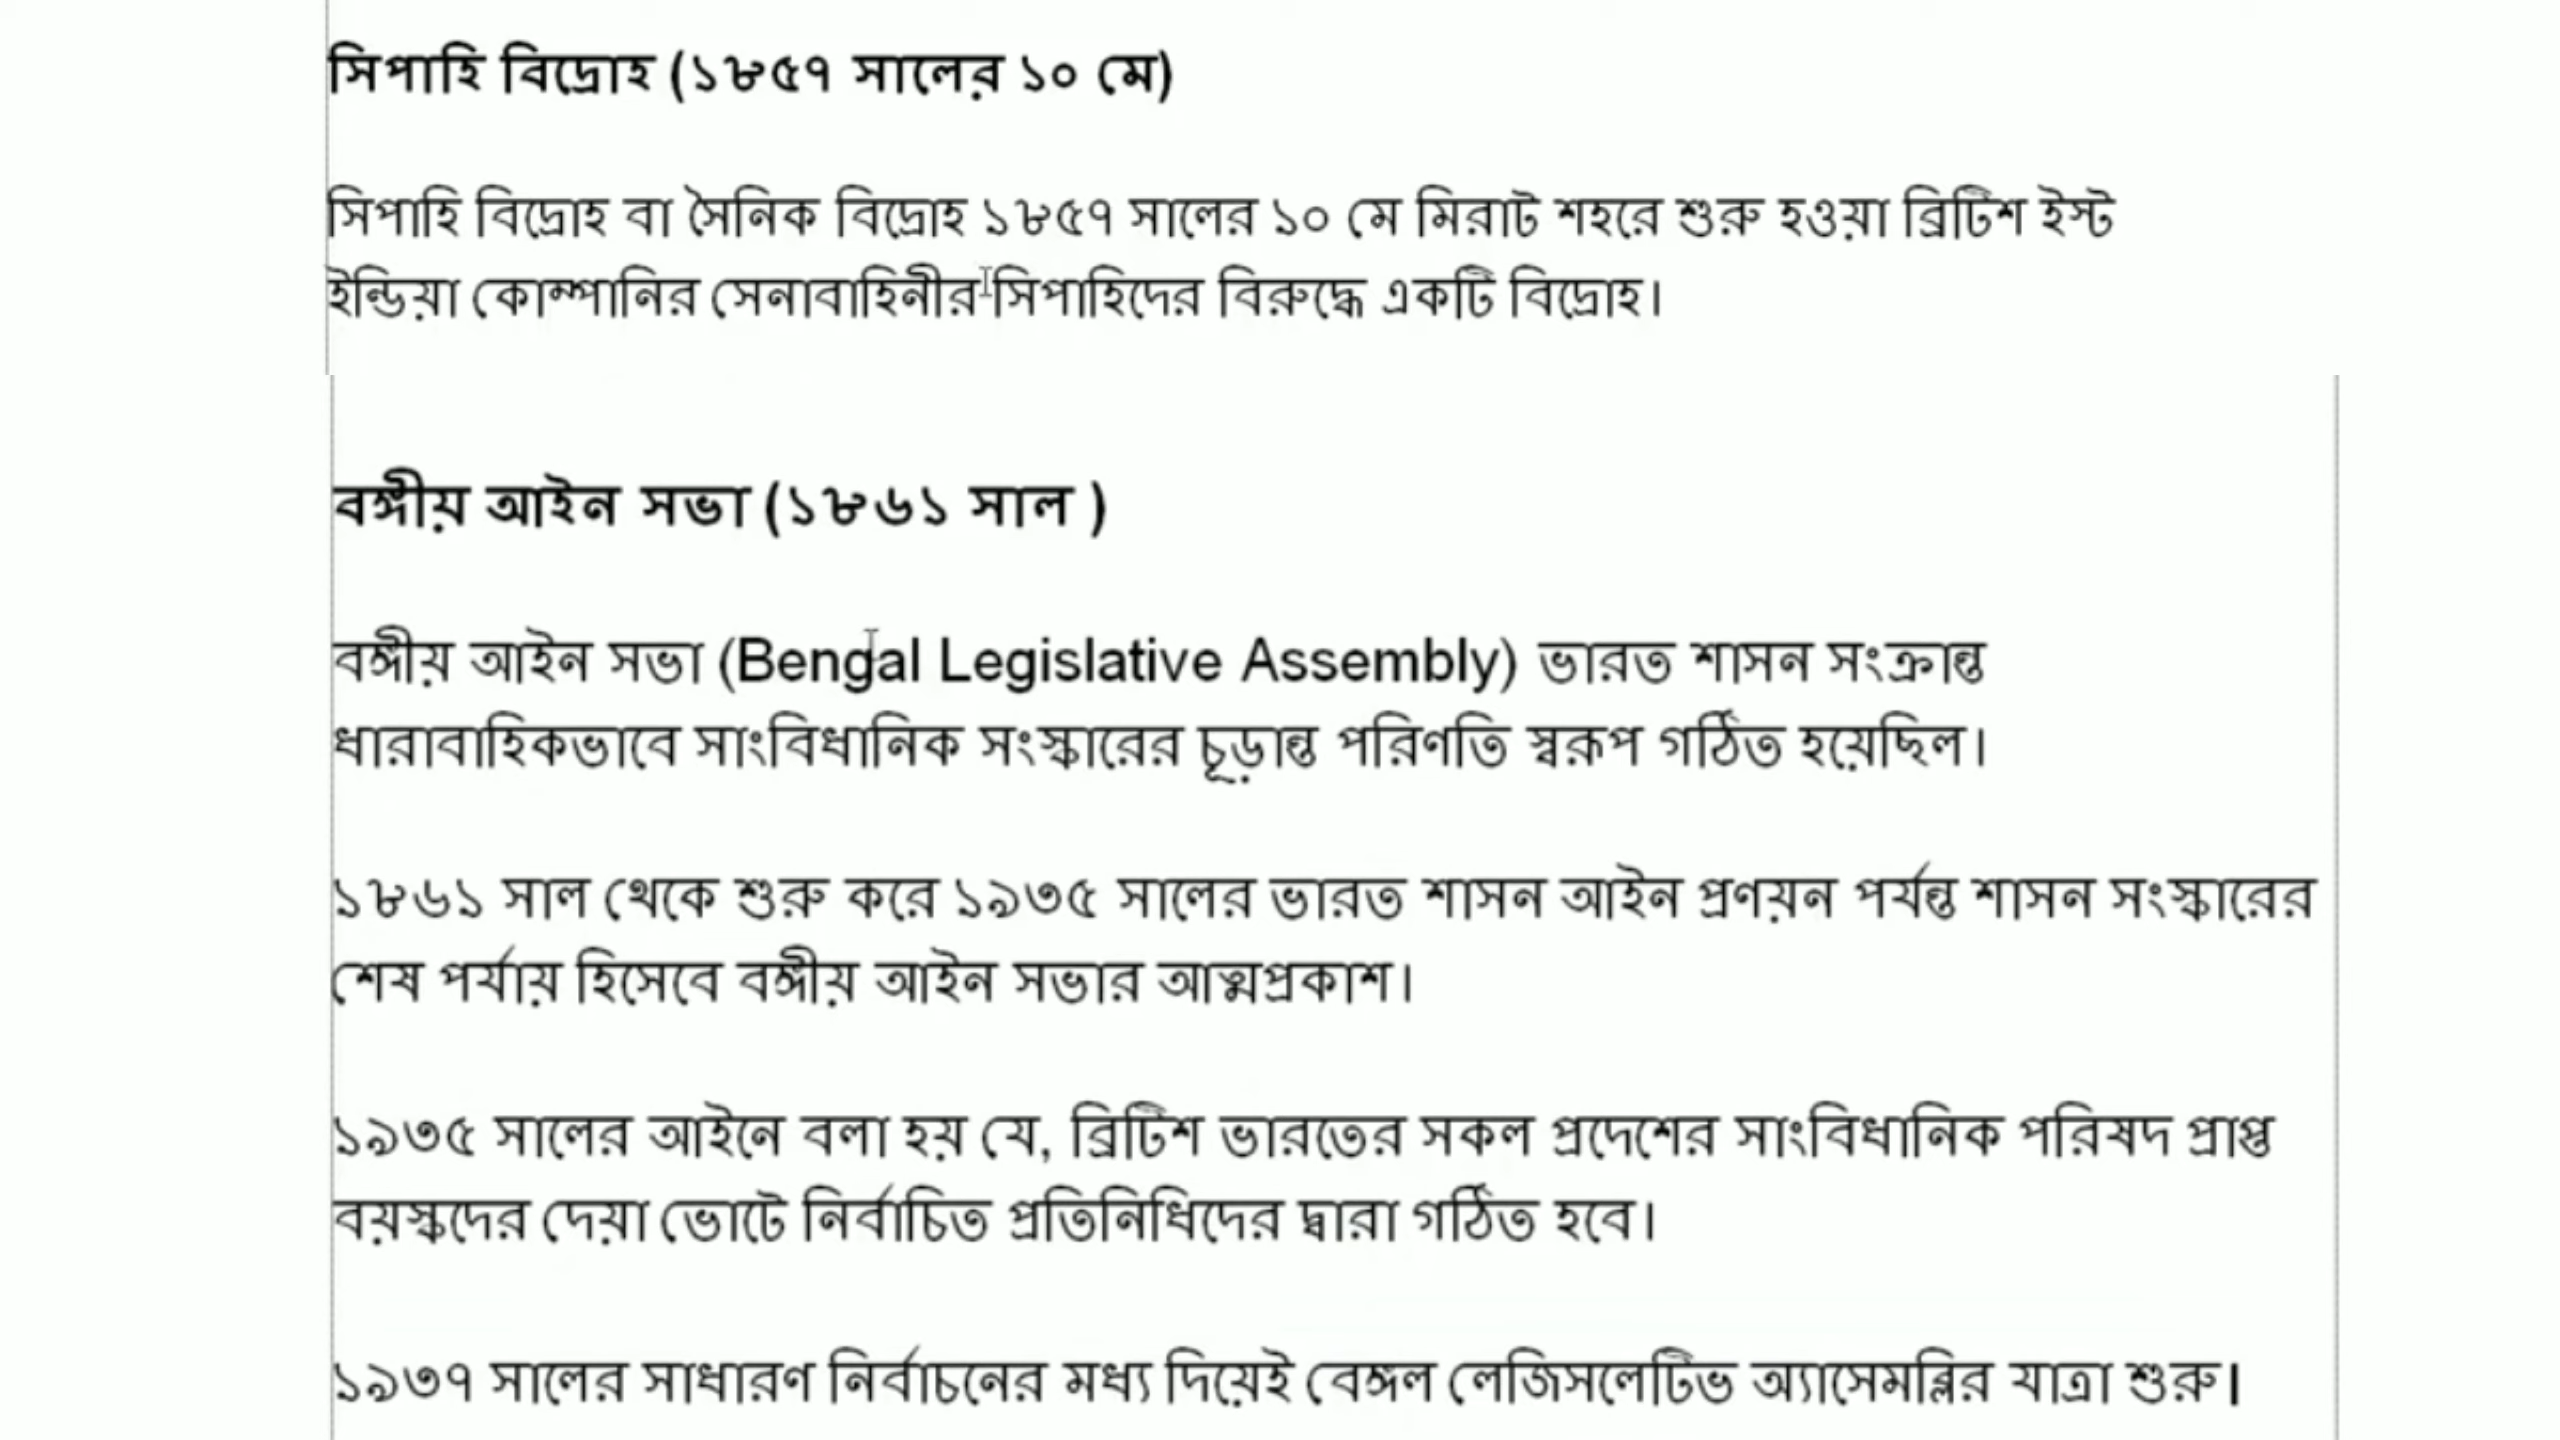 সিপাহি বিদ্রোহ (১৮৫৭ সালের ১০ মে)
সিপাহি বিদ্রোহ বা সৈনিক বিদ্রোহ ১৮৫৭ সালের ১০ মে মিরাট শহরে শুরু হওয়া ব্রিটিশ ইস্ট
ইন্ডিয়া কোম্পানির সেনাবাহিনীর সিপাহিদের বিরুদ্ধে একটি বিদ্রোহ।
বঙ্গীয় আইন সভা (১৮৬১ সাল )
বঙ্গীয় আইন সভা (Bengal Legislative Assembly) ভারত শাসন সংক্রান্ত
ধারাবাহিকভাবে সাংবিধানিক সংস্কারের চূড়ান্ত পরিণতি স্বরূপ গঠিত হয়েছিল।
১৮৬১ সাল থেকে শুরু করে ১৯৩৫ সালের ভারত শাসন আইন প্রণয়ন পর্যন্ত শাসন সংস্কারের
শেষ পর্যায় হিসেবে বঙ্গীয় আইন সভার আত্মপ্রকাশ।
১৯৩৫ সালের আইনে বলা হয় যে, ব্রিটিশ ভারতের সকল প্রদেশের সাংবিধানিক পরিষদ প্রাপ্ত
বয়স্কদের দেয়া ভোটে নির্বাচিত প্রতিনিধিদের দ্বারা গঠিত হবে।
১৯৩৭ সালের সাধারণ নির্বাচনের মধ্য দিয়েই বেঙ্গল লেজিসলেটিভ অ্যাসেমব্লির যাত্রা শুরু।